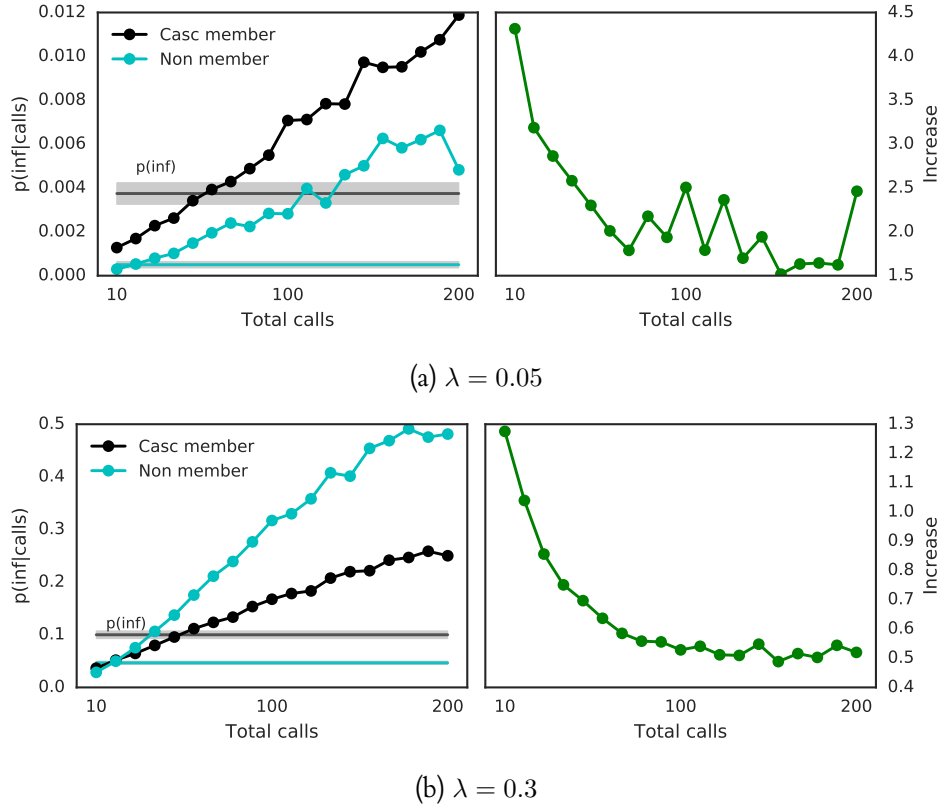 0.012
0.010
0.008
0.006
0.004
0.002
0.000
p(inf|calls)
Casc member
Non member
p(inf)
10
100
200
Total calls
4.5
4.0
3.5
3.0
2.5
2.0
1.5
Increase
10
100
200
Total calls
(a) λ = 0.05
0.5
0.4
0.3
0.2
0.1
0.0
p(inf|calls)
Casc member
Non member
p(inf)
10
100
200
Total calls
1.3
1.2
1.1
1.0
0.9
0.8
0.7
0.6
0.5
0.4
Increase
10
100
200
Total calls
(b) λ = 0.3